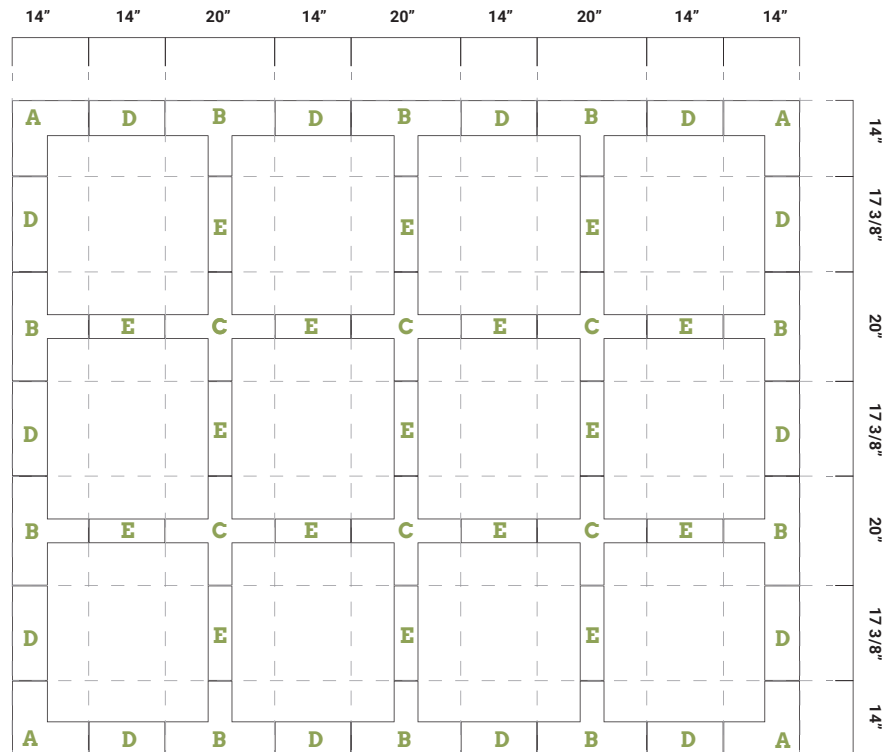 14” 14” 20” 14” 20” 14” 20” 14” 14”
A D B D B D B D A
14”
D E E E D
17 3/8”
B E C E C E C E B
20”
D E E E D
17 3/8”
B E C E C E C E B
20”
D E E E D
17 3/8”
A D B D B D B D A
14”